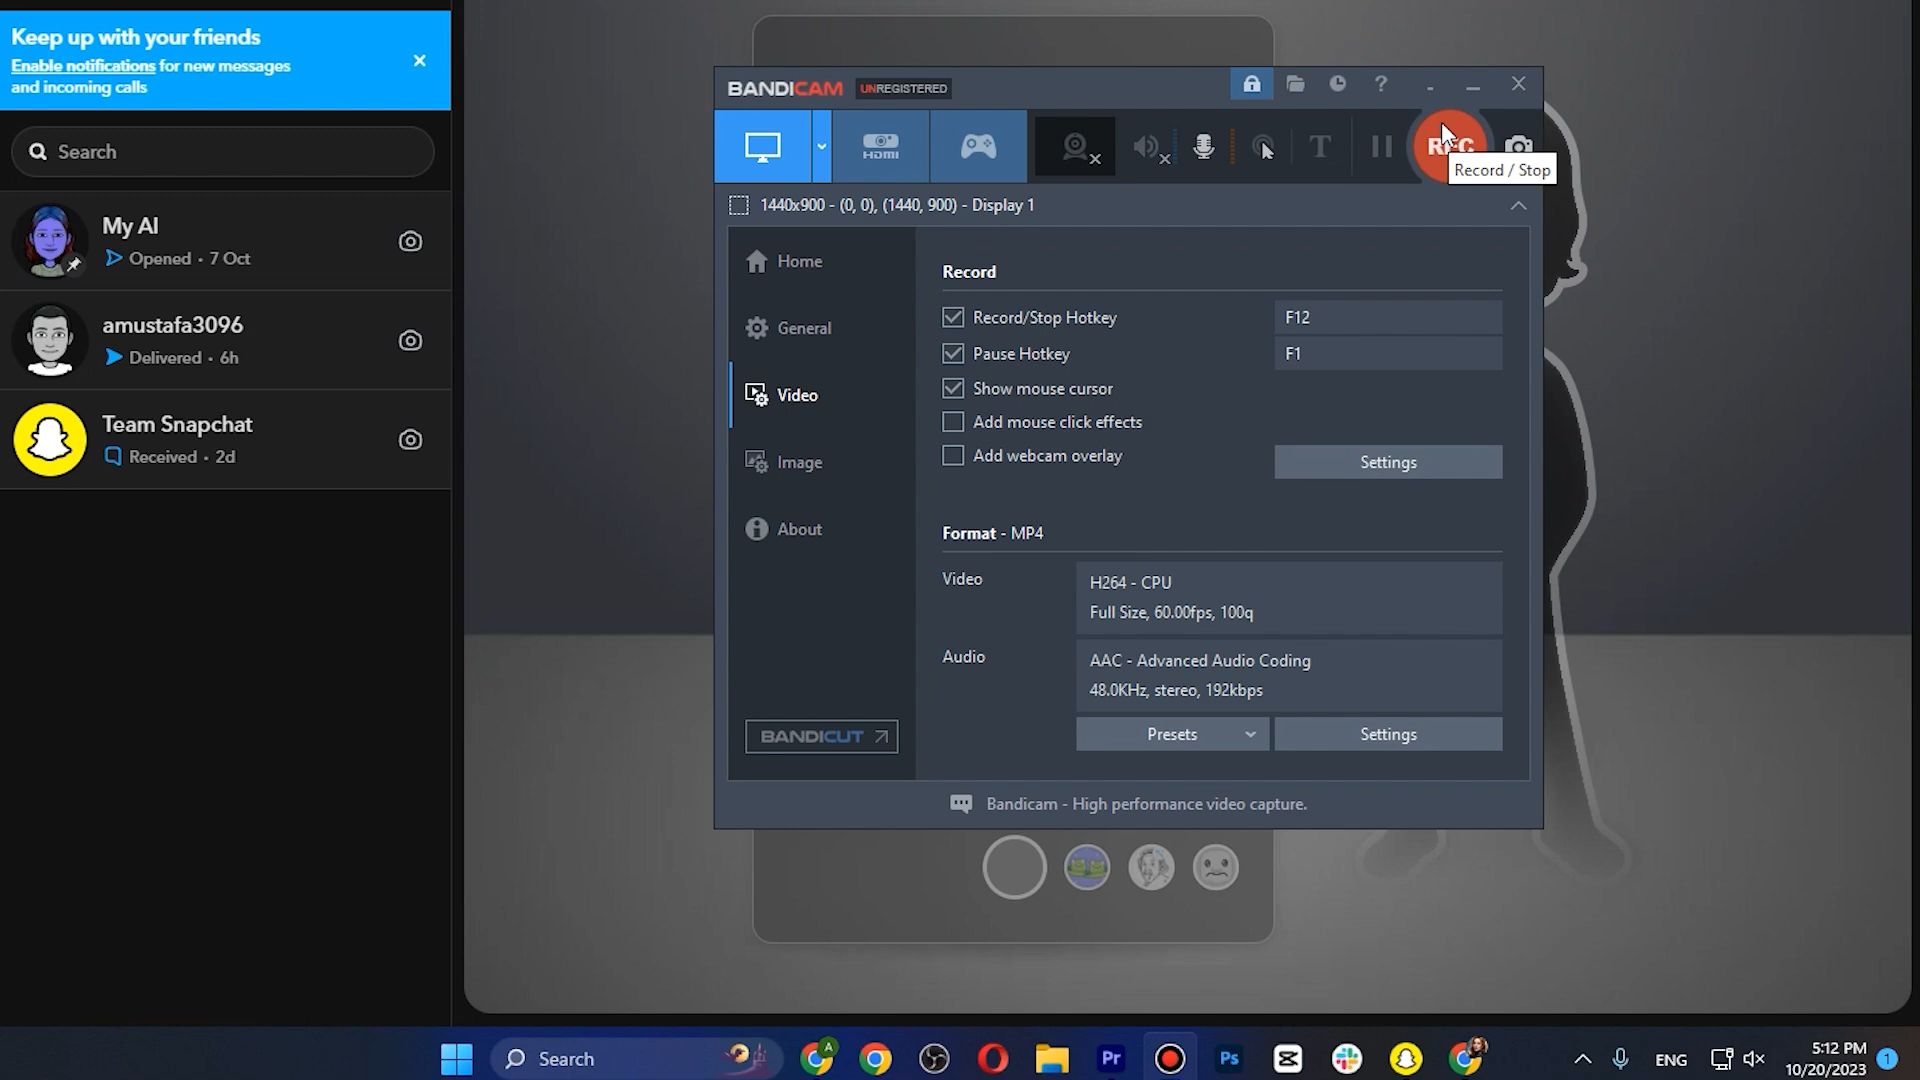 Keep up with your friends
Enable notifications for new messages
and incoming calls
Search
My AI
Opened · 7 Oct
amustafa3096
Delivered · 6h
Team Snapchat
Received · 2d
BANDICAM UNREGISTERED
?
HDMI
T
REC
Record / Stop
1440x900 - (0, 0), (1440, 900) - Display 1
Home
General
Video
Image
About
BANDICUT
Record
Record/Stop Hotkey F12
Pause Hotkey F1
Show mouse cursor
Add mouse click effects
Add webcam overlay
Settings
Format - MP4
Video
H264 - CPU
Full Size, 60.00fps, 100q
Audio
AAC - Advanced Audio Coding
48.0KHz, stereo, 192kbps
Presets
Settings
Bandicam - High performance video capture.
Search
A
Pr
Ps
ENG
5:12 PM
10/20/2023
1